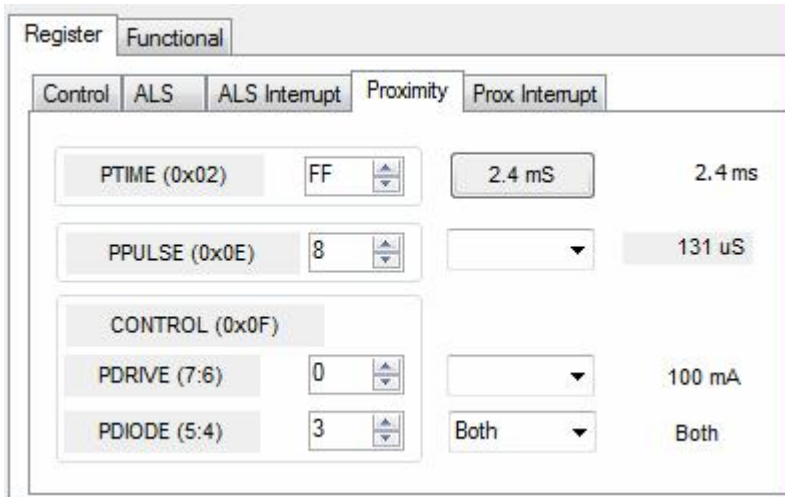 Register Functional
Control ALS ALS Interrupt Proximity Prox Interrupt
PTIME (0x02) FF 2.4 mS 2.4 ms
PPULSE (0x0E) 8 131 uS
CONTROL (0x0F)
PDRIVE (7:6) 0 100 mA
PDIODE (5:4) 3 Both Both